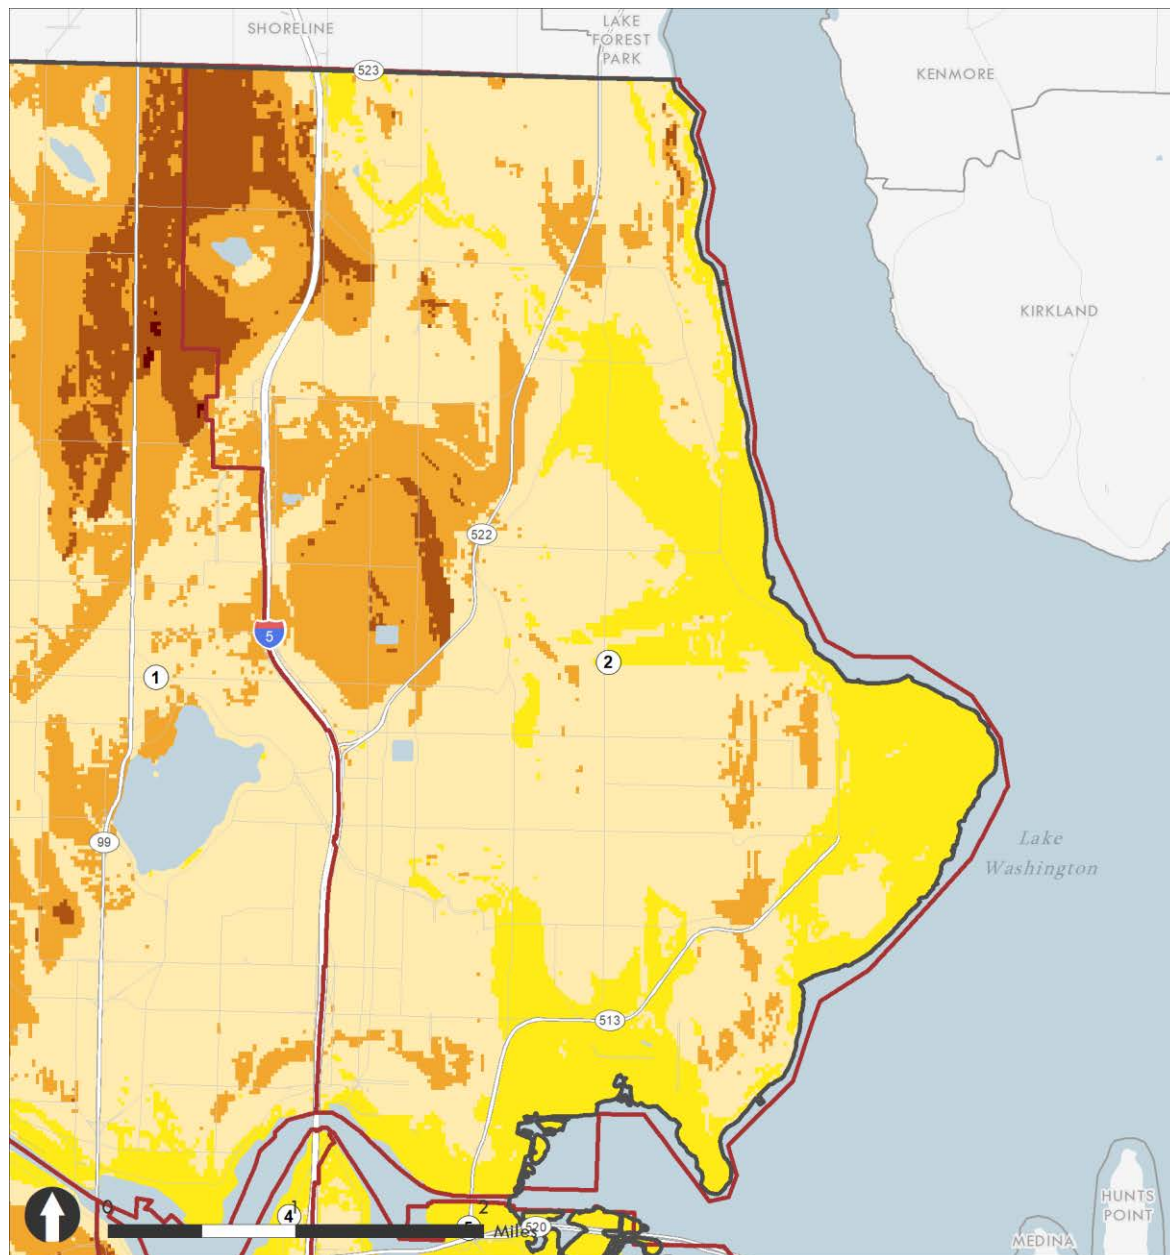 SHORELINE
LAKE
FOREST
PARK
523
KENMORE
KIRKLAND
522
5
1
2
99
Lake
Washington
513
0
1
2
4
5
520
Miles
HUNTS
POINT
MEDINA